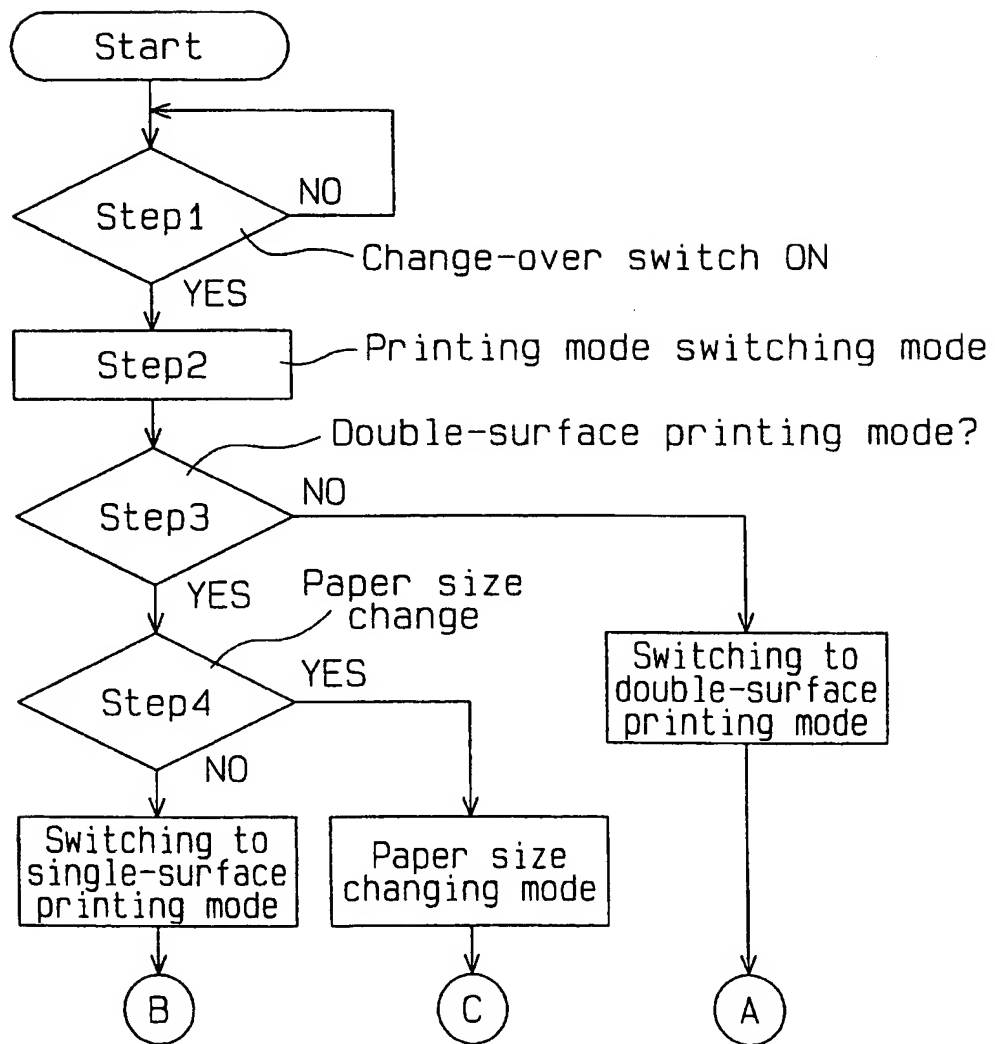 Start
Step1
NO
Change-over switch ON
YES
Step2
Printing mode switching mode
Double-surface printing mode?
Step3
NO
YES
Paper size
change
Step4
YES
NO
Switching to
double-surface
printing mode
Switching to
single-surface
printing mode
Paper size
changing mode
B
C
A